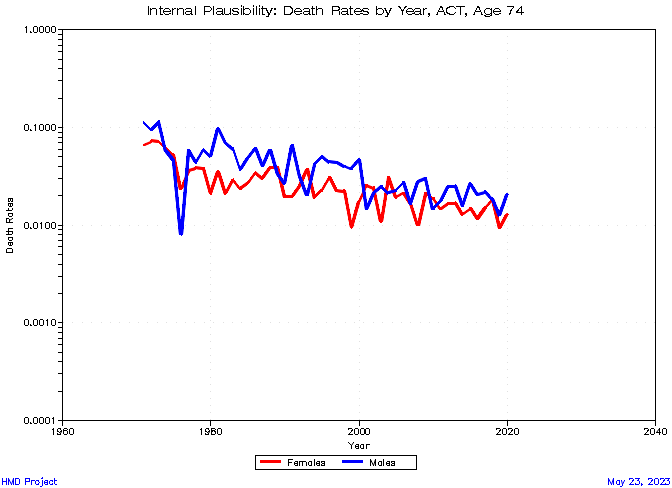 Internal Plausibility: Death Rates by Year, ACT, Age 74
1.0000
0.1000
0.0100
0.0010
0.0001
Death Rates
1960 1980 2000 2020 2040
Year
Females Males
HMD Project
May 23, 2023